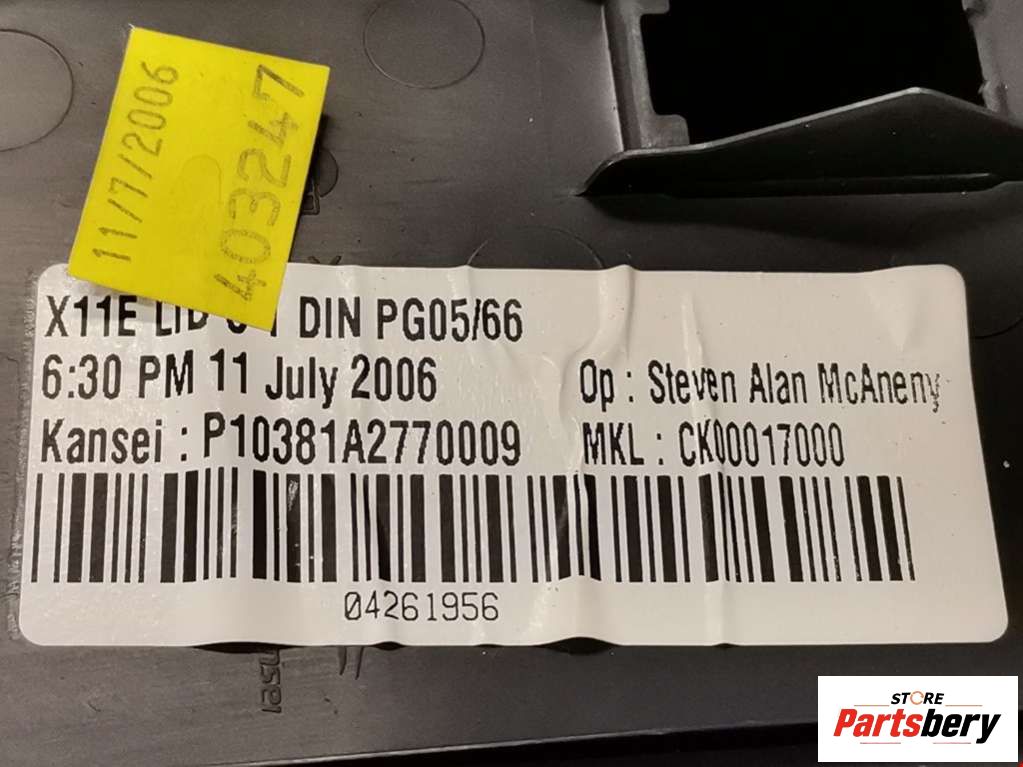 11/7/2006
403247
X11E DIN PG05/66
6:30 PM 11 July 2006
Op : Steven Alan McAneny
Kansei : P10381A2770009
MKL : CK00017000
04261956
STORE
Partsbery